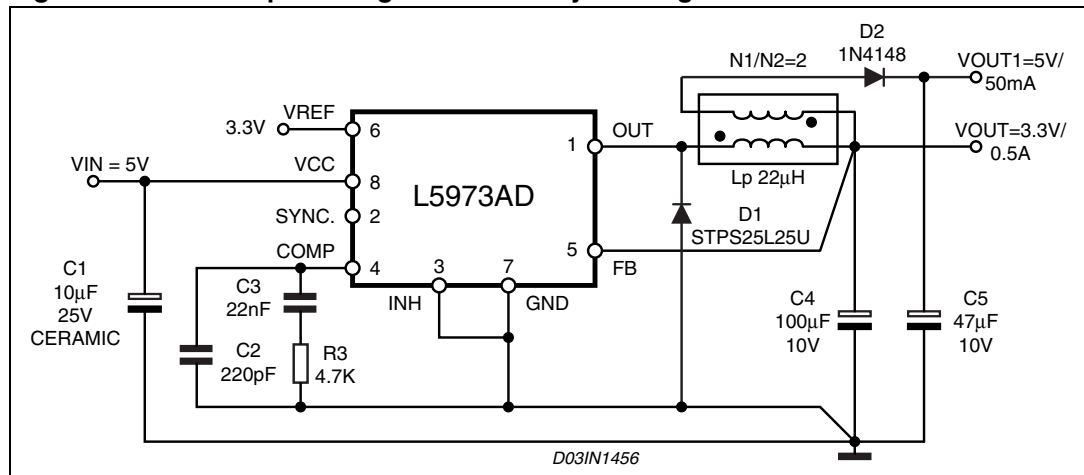 D2
1N4148
N1/N2=2
VOUT1=5V/
50mA
VREF
3.3V
6
1
OUT
VOUT=3.3V/
0.5A
VIN = 5V
VCC
8
Lp 22μH
L5973AD
SYNC.
2
D1
STPS25L25U
COMP
4
3
7
5
FB
INH
GND
C1
10μF
25V
CERAMIC
C3
22nF
C2
220pF
R3
4.7K
C4
100μF
10V
C5
47μF
10V
D03IN1456